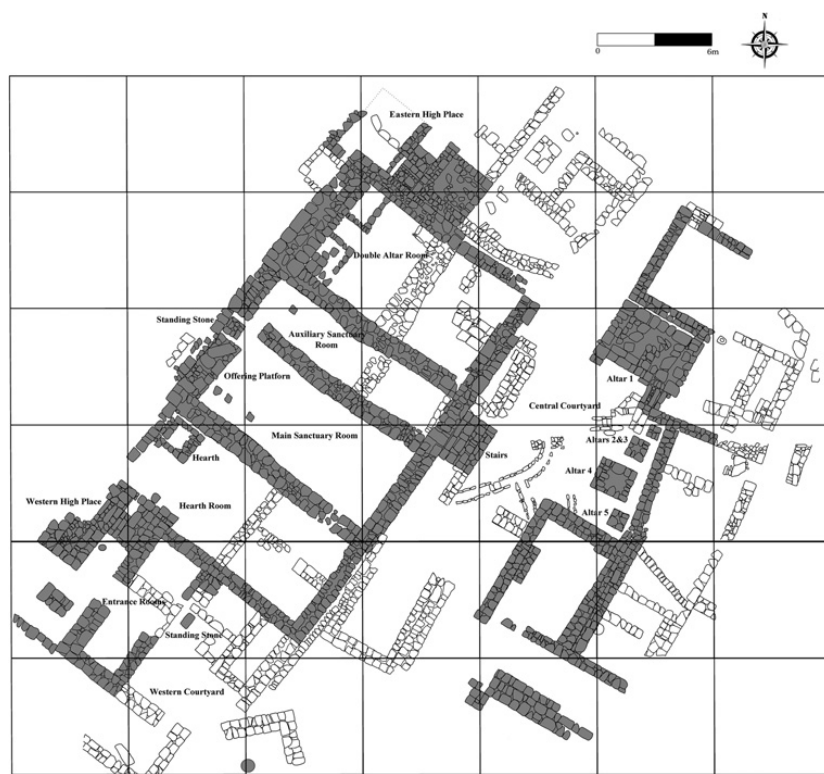 N
0
6m
Eastern High Place
Double Altar Room
Standing Stone
Auxiliary Sanctuary
Room
Offering Platforn
Altar 1
Central Courtyard
Main Sanctuary Room
Altars 2&3
Stairs
Hearth
Altar 4
Western High Place
Hearth Room
Altar 5
Entrance Rooms
Standing Stone
Western Courtyard